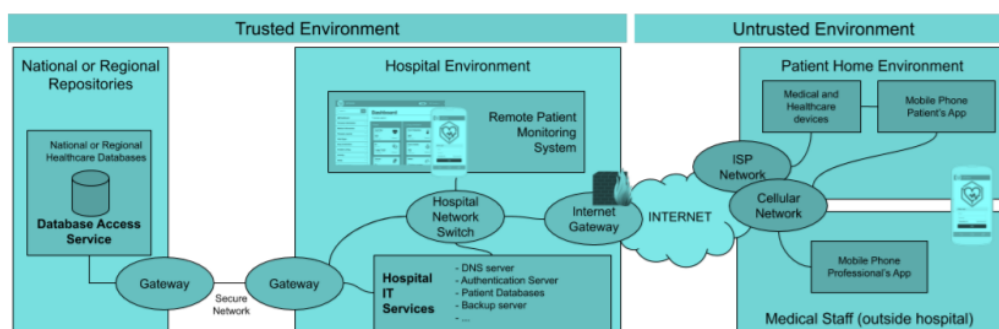 Trusted Environment
Untrusted Environment
National or Regional
Repositories
National or Regional
Healthcare Databases
Database Access
Service
Gateway
Secure
Network
Gateway
Hospital Environment
Dashboard
Remote Patient
Monitoring
System
Hospital
Network
Switch
Internet
Gateway
Hospital
IT
Services
- DNS server
- Authentication Server
- Patient Databases
- Backup server
- ...
INTERNET
Patient Home Environment
Medical and
Healthcare
devices
Mobile Phone
Patient's App
ISP
Network
Cellular
Network
Mobile Phone
Professional's App
Medical Staff (outside hospital)